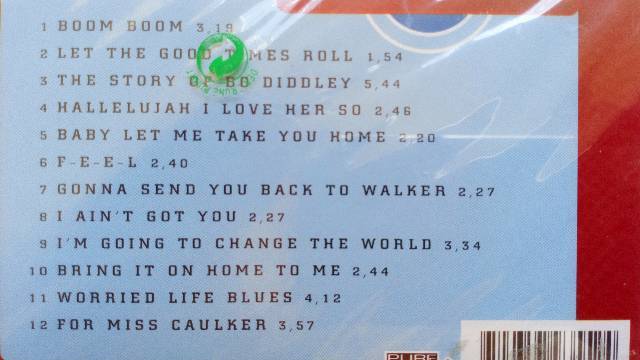 1 BOOM BOOM 3,19
2 LET THE GOOD TIMES ROLL 1,54
3 THE STORY OF BO DIDDLEY 5,44
4 HALLELUJAH I LOVE HER SO 2,46
5 BABY LET ME TAKE YOU HOME 2,20
6 F-E-E-L 2,40
7 GONNA SEND YOU BACK TO WALKER 2,27
8 I AIN'T GOT YOU 2,27
9 I'M GOING TO CHANGE THE WORLD 3,34
10 BRING IT ON HOME TO ME 2,44
11 WORRIED LIFE BLUES 4,12
12 FOR MISS CAULKER 3,57
PURE